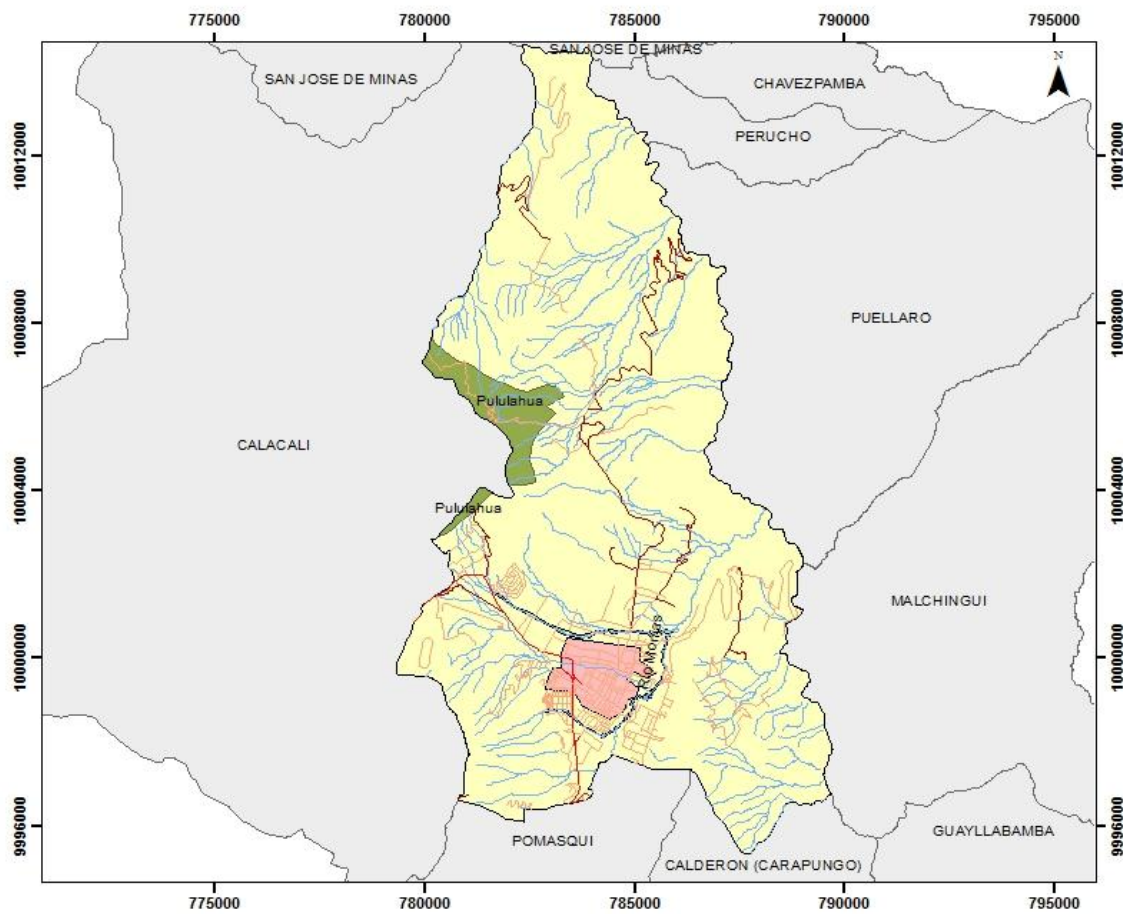 775000 780000 785000 790000 795000
SAN JOSE DE MINAS
SAN JOSE DE MINAS
N
CHAVEZPAMBA
PERUCHO
10012000 10012000
10008000 10008000
PUELLARO
Pululahua
CALACALI
10004000 10004000
Pululahua
MALCHINGUI
Rio Monjas
10000000 10000000
9996000 9996000
POMASQUI
GUAYLLABAMBA
CALDERON (CARAPUNGO)
775000 780000 785000 790000 795000